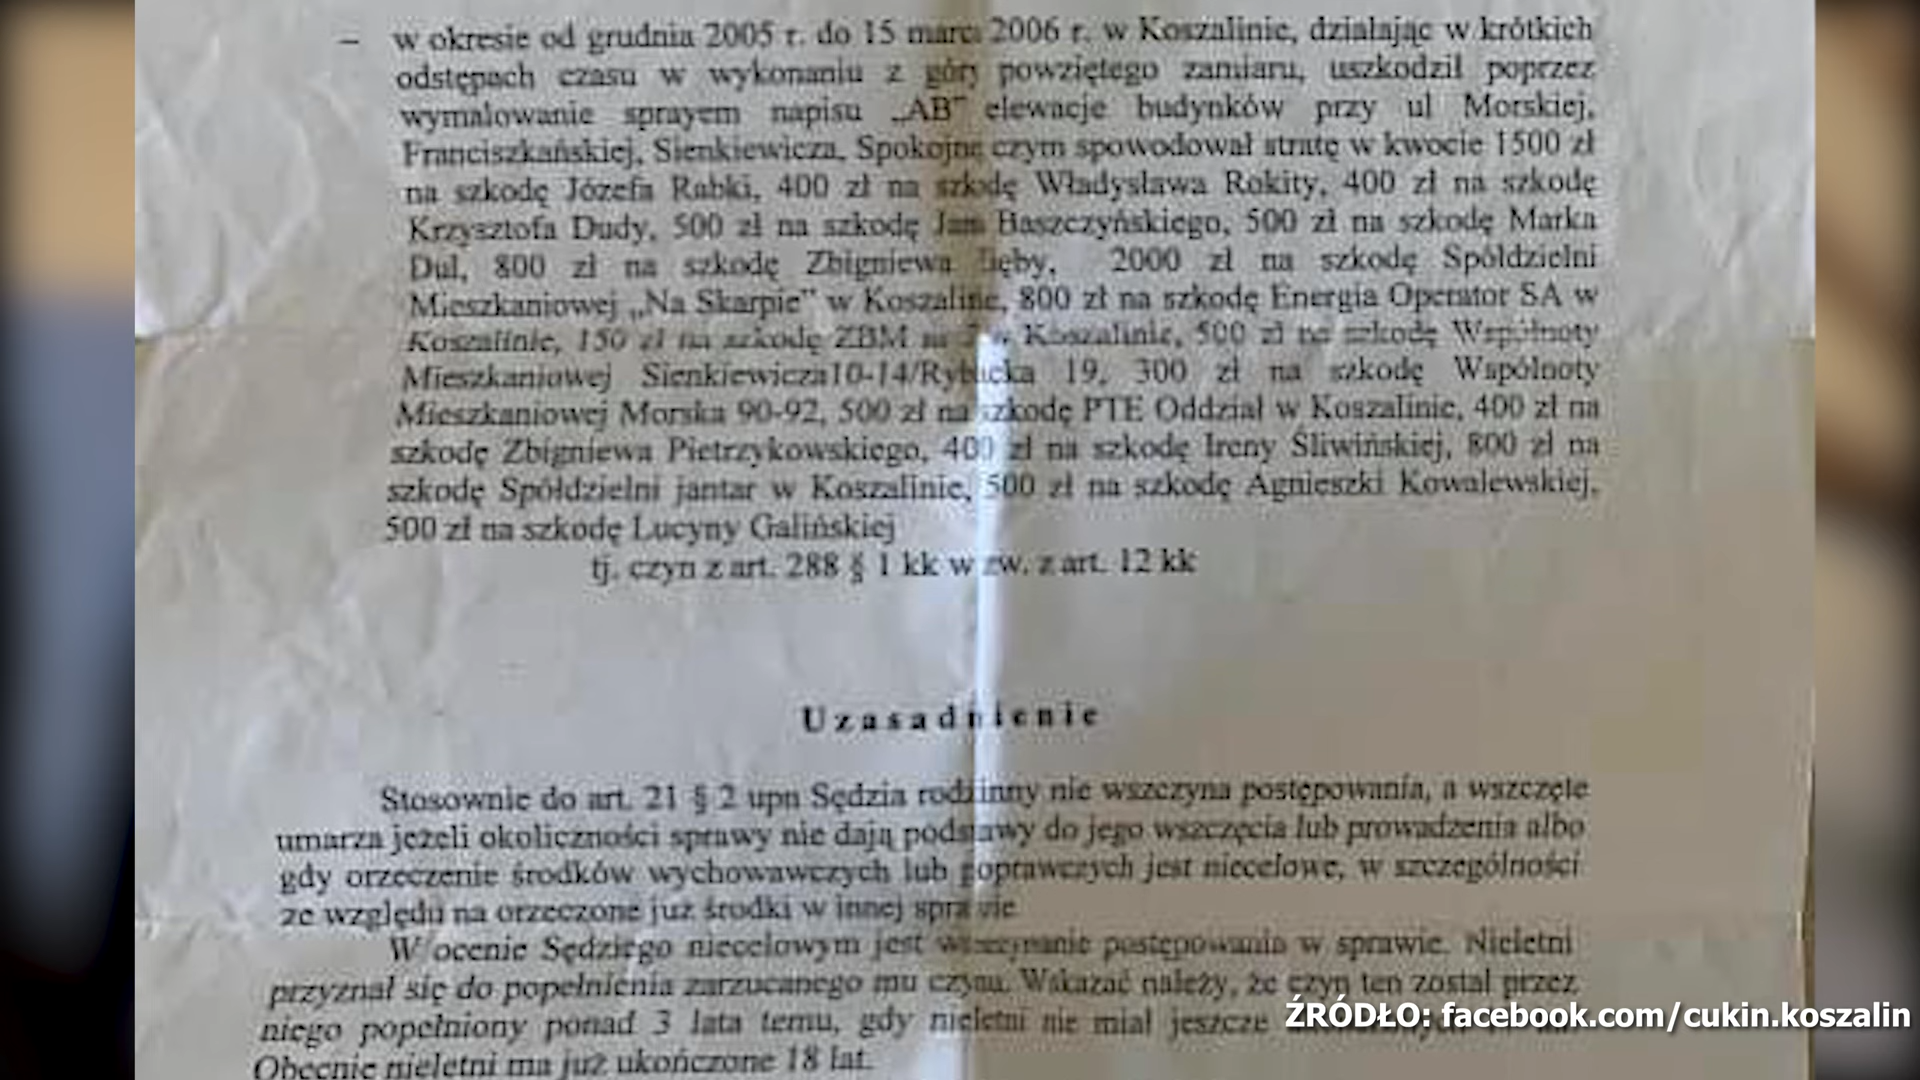 – w okresie od grudnia 2005 r. do 15 marca 2006 r. w Koszalinie, działając w krótkich
odstępach czasu w wykonaniu z góry powziętego zamiaru, uszkodził poprzez
wymalowanie sprayem napisu „AB” elewacje budynków przy ul Morskiej,
Franciszkańskiej, Sienkiewicza, Spokojne czym spowodował stratę w kwocie 1500 zł
na szkodę Józefa Rabki, 400 zł na szkodę Władysława Rokity, 400 zł na szkodę
Krzysztofa Dudy, 500 zł na szkodę Jana Baszczyńskiego, 500 zł na szkodę Marka
Dul, 800 zł na szkodę Zbigniewa Zięby, 2000 zł na szkodę Spółdzielni
Mieszkaniowej „Na Skarpie” w Koszalinie, 800 zł na szkodę Energia Operator SA w
Koszalinie, 150 zł na szkodę ZBM w Koszalinie, 500 zł na szkodę Wspólnoty
Mieszkaniowej Sienkiewicza10-14/Rybacka 19, 300 zł na szkodę Wspólnoty
Mieszkaniowej Morska 90-92, 500 zł na szkodę PTE Oddział w Koszalinie, 400 zł na
szkodę Zbigniewa Pietrzykowskiego, 400 zł na szkodę Ireny Śliwińskiej, 800 zł na
szkodę Spółdzielni jantar w Koszalinie, 500 zł na szkodę Agnieszki Kowalewskiej,
500 zł na szkodę Lucyny Galińskiej
tj. czyn z art. 288 § 1 kk w zw. z art. 12 kk
Uzasadnienie
Stosownie do art. 21 § 2 upn Sędzia rodzinny nie wszczyna postępowania, a wszczęte
umarza jeżeli okoliczności sprawy nie dają podstawy do jego wszczęcia lub prowadzenia albo
gdy orzeczenie środków wychowawczych lub poprawczych jest niecelowe, w szczególności
ze względu na orzeczone już środki w innej sprawie
W ocenie Sędziego niecelowym jest wszczynanie postępowania w sprawie. Nieletni
przyznał się do popełnienia zarzucanego mu czynu. Wskazać należy, że czyn ten został przez
niego popełniony ponad 3 lata temu, gdy nieletni nie miał jeszcze
Obecnie nieletni ma już ukończone 18 lat.
ŹRÓDŁO: facebook.com/cukin.koszalin